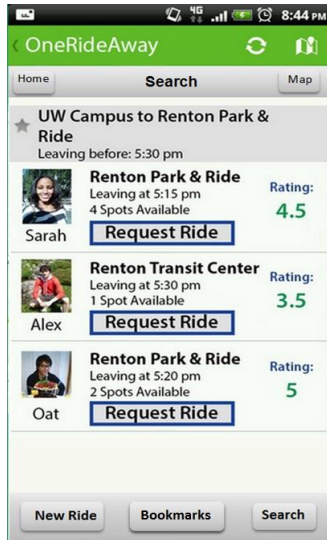 4G 8:44 PM
OneRideAway
Home Search Map
UW Campus to Renton Park &
Ride
Leaving before: 5:30 pm
Renton Park & Ride
Leaving at 5:15 pm
4 Spots Available
Rating:
4.5
Sarah
Request Ride
Renton Transit Center
Leaving at 5:30 pm
1 Spot Available
Rating:
3.5
Alex
Request Ride
Renton Park & Ride
Leaving at 5:20 pm
2 Spots Available
Rating:
5
Oat
Request Ride
New Ride Bookmarks Search